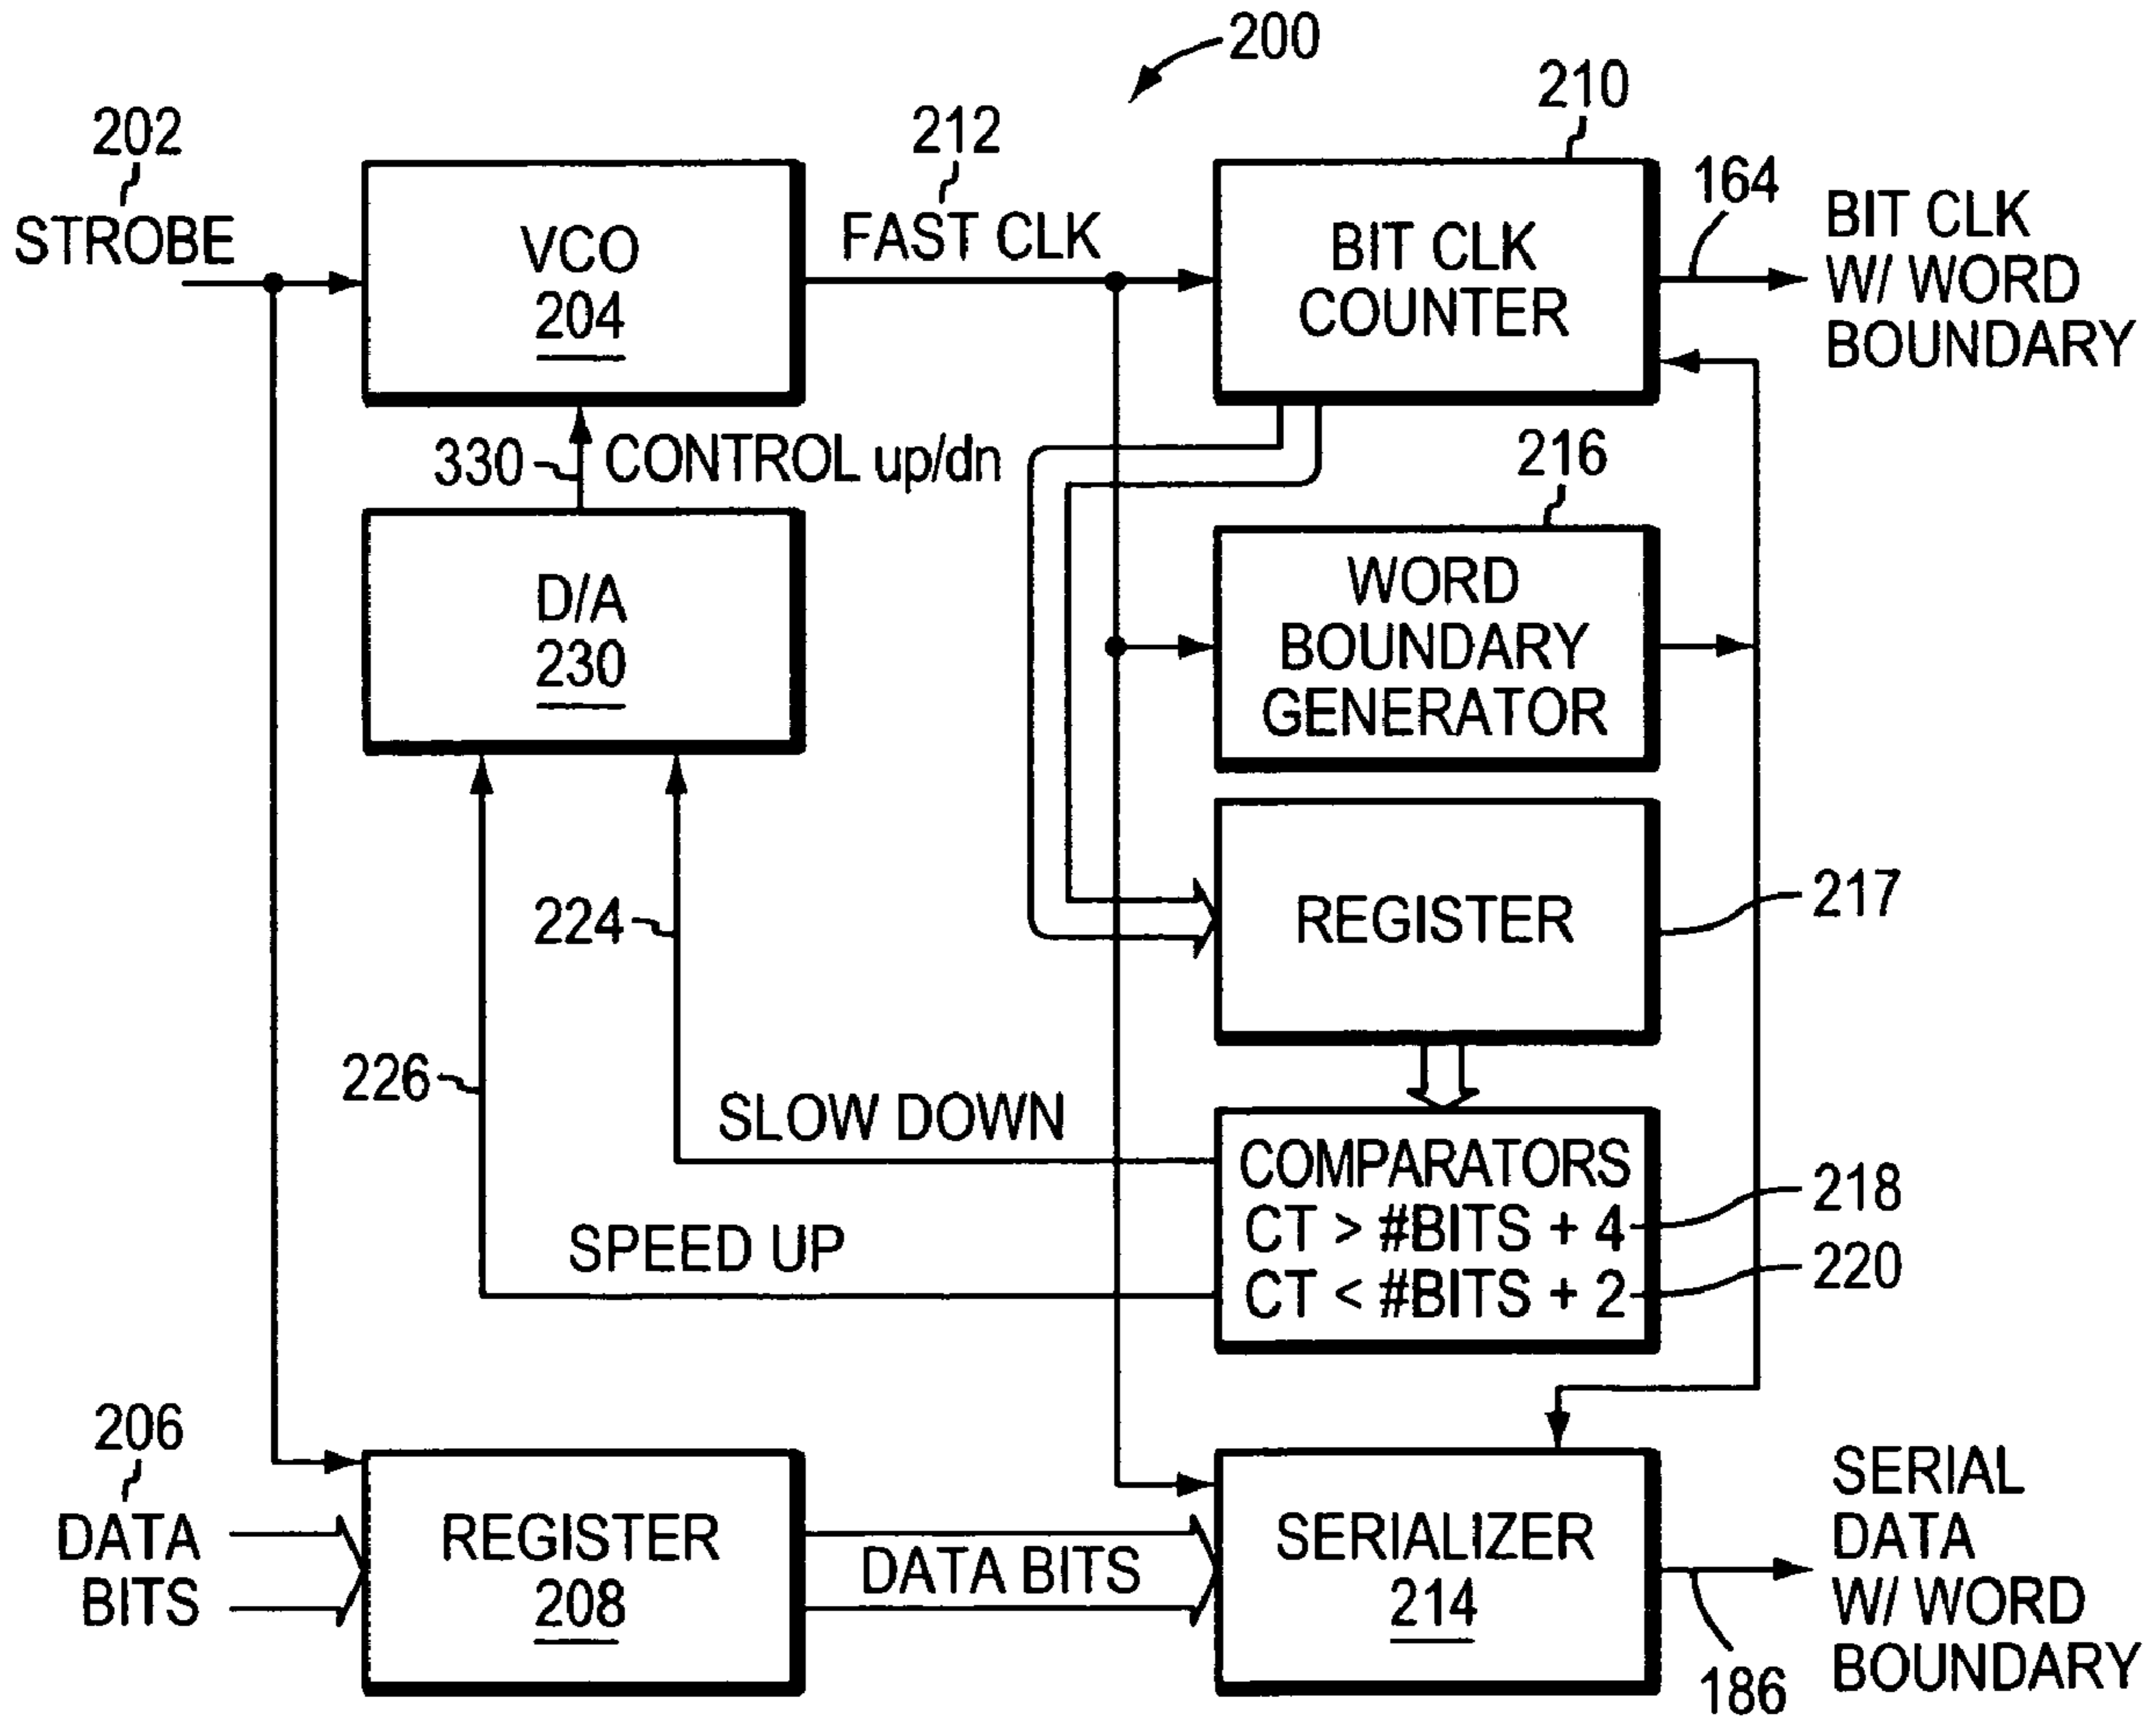 200
210
202
212
164
STROBE
VCO
204
FAST CLK
BIT CLK
COUNTER
BIT CLK
W/ WORD
BOUNDARY
330
CONTROL up/dn
216
D/A
230
WORD
BOUNDARY
GENERATOR
224
REGISTER
217
226
SLOW DOWN
SPEED UP
COMPARATORS
CT > #BITS + 4
CT < #BITS + 2
218
220
206
DATA
BITS
REGISTER
208
DATA BITS
SERIALIZER
214
SERIAL
DATA
W/ WORD
BOUNDARY
186